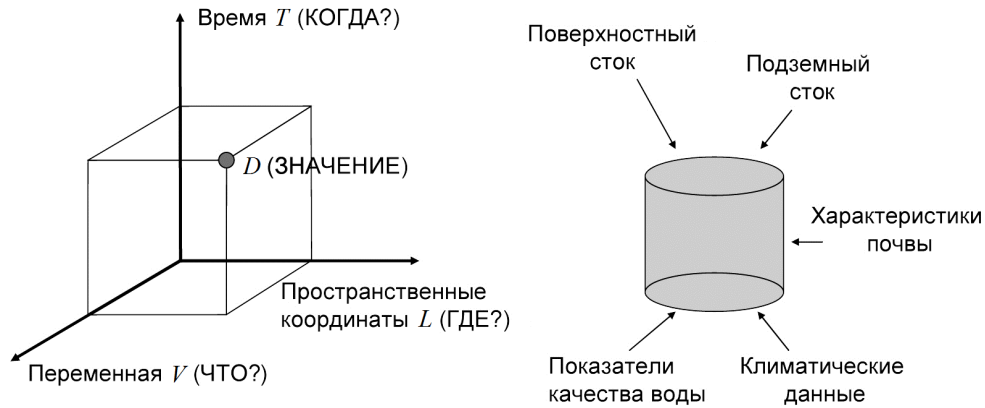 Время T (КОГДА?)
D (ЗНАЧЕНИЕ)
Пространственные
координаты L (ГДЕ?)
Переменная V (ЧТО?)
Поверхностный
сток
Подземный
сток
Характеристики
почвы
Показатели
качества воды
Климатические
данные